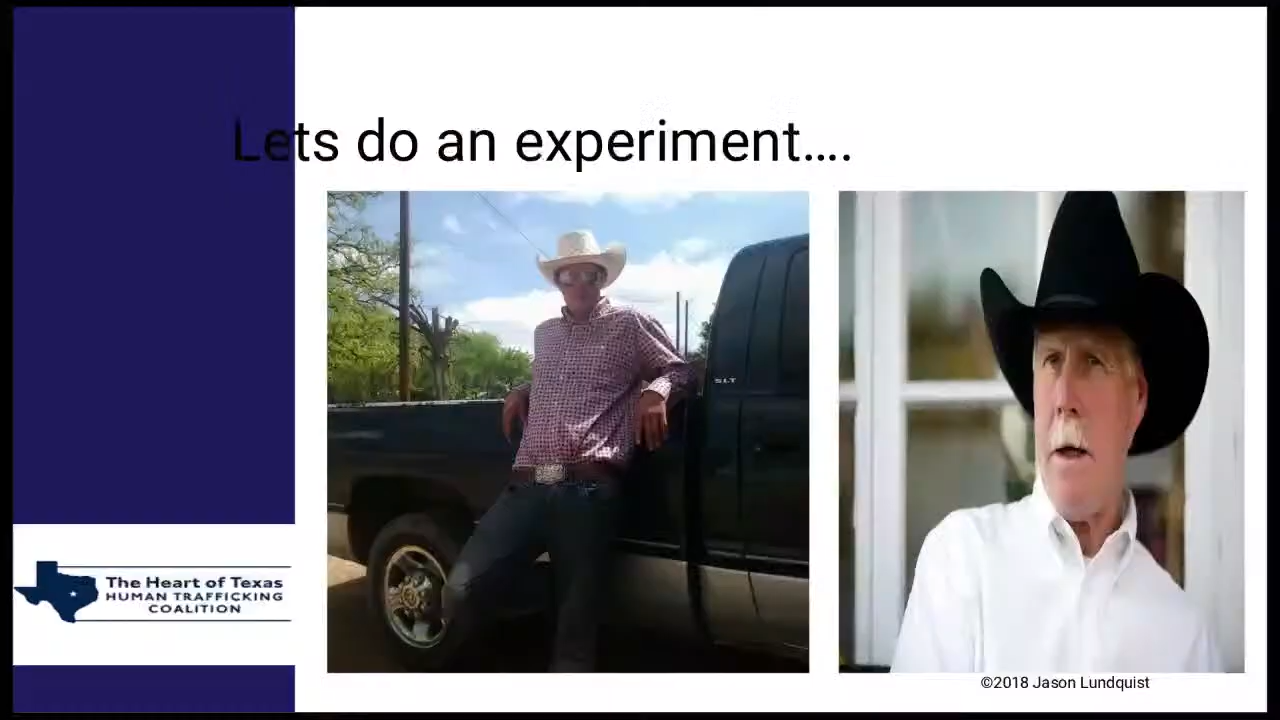 Lets do an experiment....
SLT
The Heart of Texas
HUMAN TRAFFICKING
COALITION
©2018 Jason Lundquist